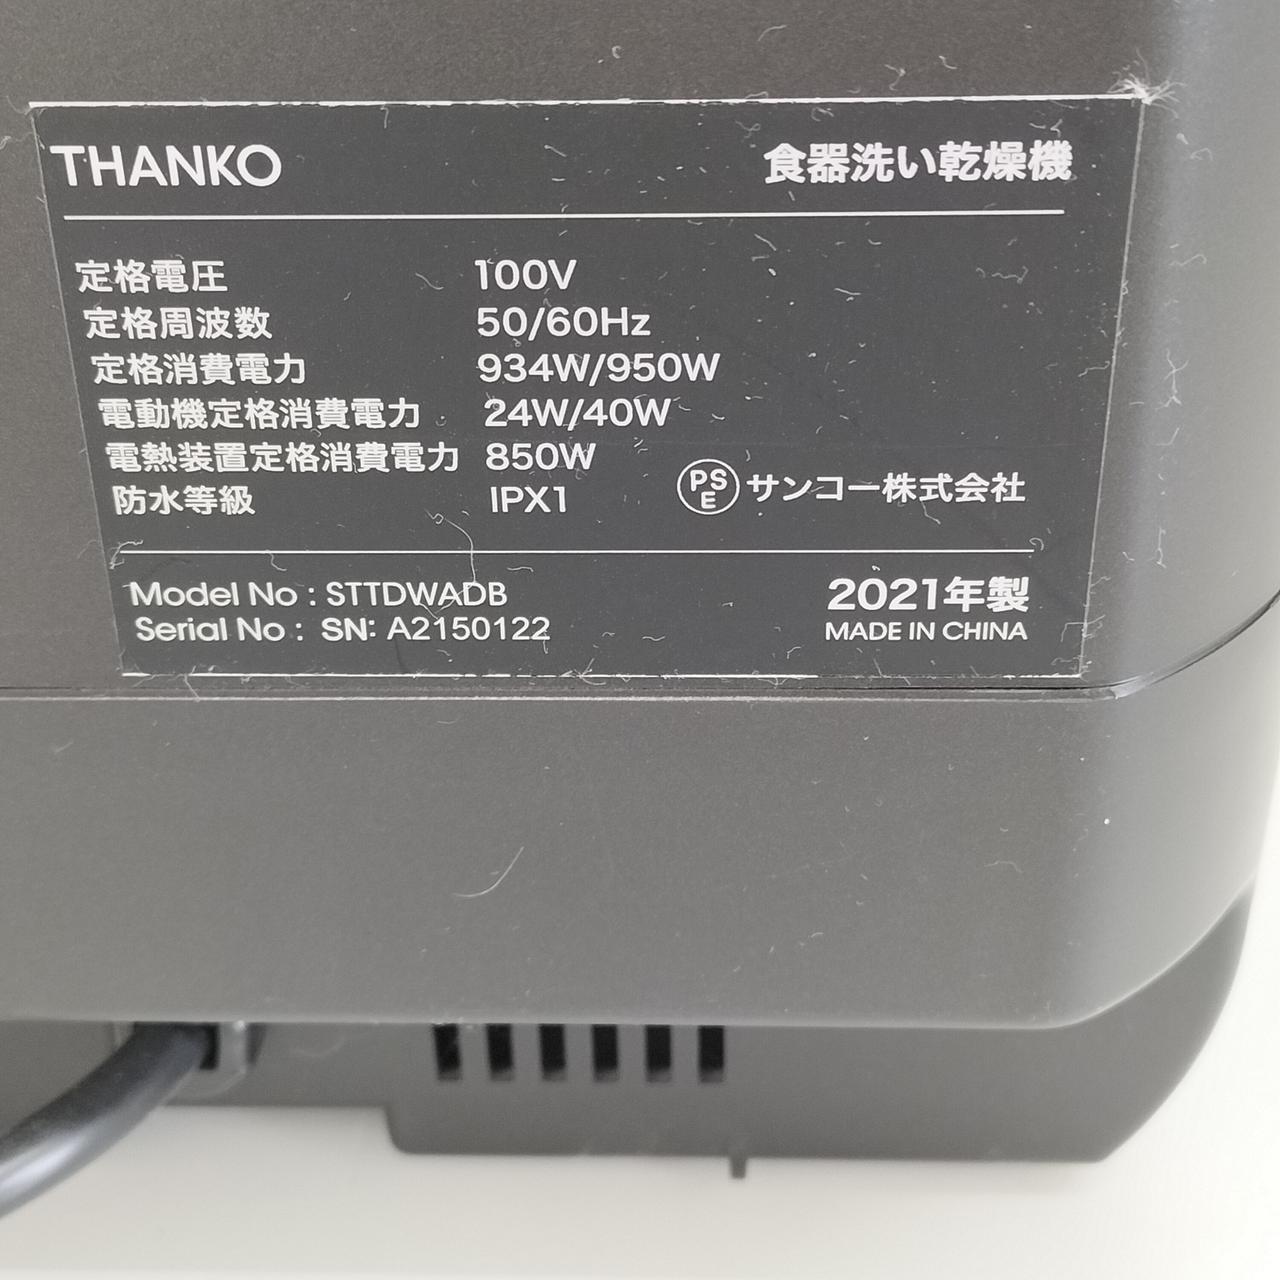 THANKO 食器洗い乾燥機
定格電圧 100V
定格周波数 50/60Hz
定格消費電力 934W/950W
電動機定格消費電力 24W/40W
電熱装置定格消費電力 850W
防水等級 IPX1
PSE サンコー株式会社
Model No : STTDWADB 2021年製
Serial No : SN: A2150122 MADE IN CHINA